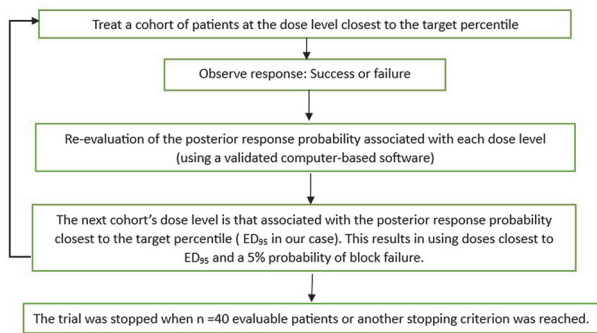 Treat a cohort of patients at the dose level closest to the target percentile
Observe response: Success or failure
Re-evaluation of the posterior response probability associated with each dose level
(using a validated computer-based software)
The next cohort's dose level is that associated with the posterior response probability
closest to the target percentile ( ED₉₅ in our case). This results in using doses closest to
ED₉₅ and a 5% probability of block failure.
The trial was stopped when n =40 evaluable patients or another stopping criterion was reached.